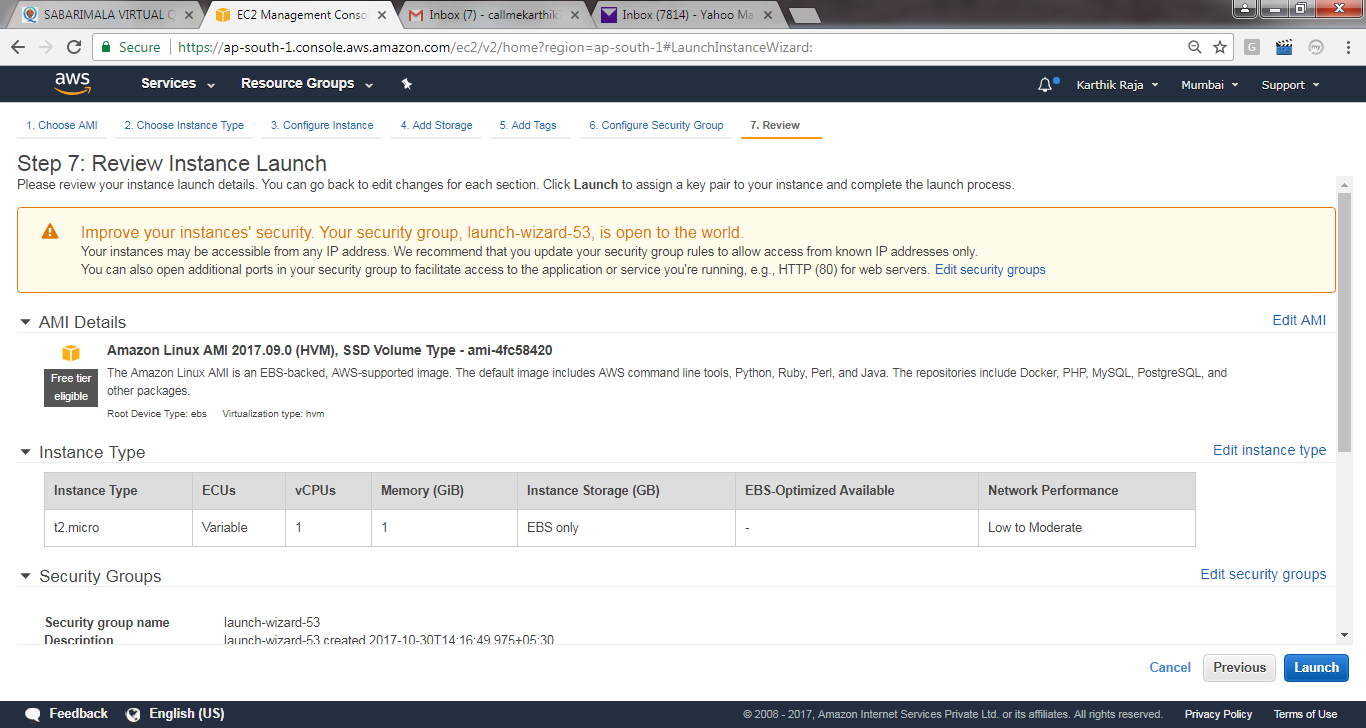 SABARIMALA VIRTUAL Q
EC2 Management Conso
Inbox (7) - callmekarthik
Inbox (7814) - Yahoo Ma
Secure https://ap-south-1.console.aws.amazon.com/ec2/v2/home?region=ap-south-1#LaunchInstanceWizard:
G
my
aws Services Resource Groups Karthik Raja Mumbai Support
1. Choose AMI 2. Choose Instance Type 3. Configure Instance 4. Add Storage 5. Add Tags 6. Configure Security Group 7. Review
Step 7: Review Instance Launch
Please review your instance launch details. You can go back to edit changes for each section. Click Launch to assign a key pair to your instance and complete the launch process.
Improve your instances' security. Your security group, launch-wizard-53, is open to the world.
Your instances may be accessible from any IP address. We recommend that you update your security group rules to allow access from known IP addresses only.
You can also open additional ports in your security group to facilitate access to the application or service you're running, e.g., HTTP (80) for web servers. Edit security groups
AMI Details Edit AMI
Amazon Linux AMI 2017.09.0 (HVM), SSD Volume Type - ami-4fc58420
Free tier
eligible
The Amazon Linux AMI is an EBS-backed, AWS-supported image. The default image includes AWS command line tools, Python, Ruby, Perl, and Java. The repositories include Docker, PHP, MySQL, PostgreSQL, and
other packages.
Root Device Type: ebs Virtualization type: hvm
Instance Type Edit instance type
Instance Type ECUs vCPUs Memory (GiB) Instance Storage (GB) EBS-Optimized Available Network Performance
t2.micro Variable 1 1 EBS only - Low to Moderate
Security Groups Edit security groups
Security group name launch-wizard-53
Description launch-wizard-53 created 2017-10-30T14:16:49.975+05:30
Cancel Previous Launch
Feedback English (US) © 2008 - 2017, Amazon Internet Services Private Ltd. or its affiliates. All rights reserved. Privacy Policy Terms of Use